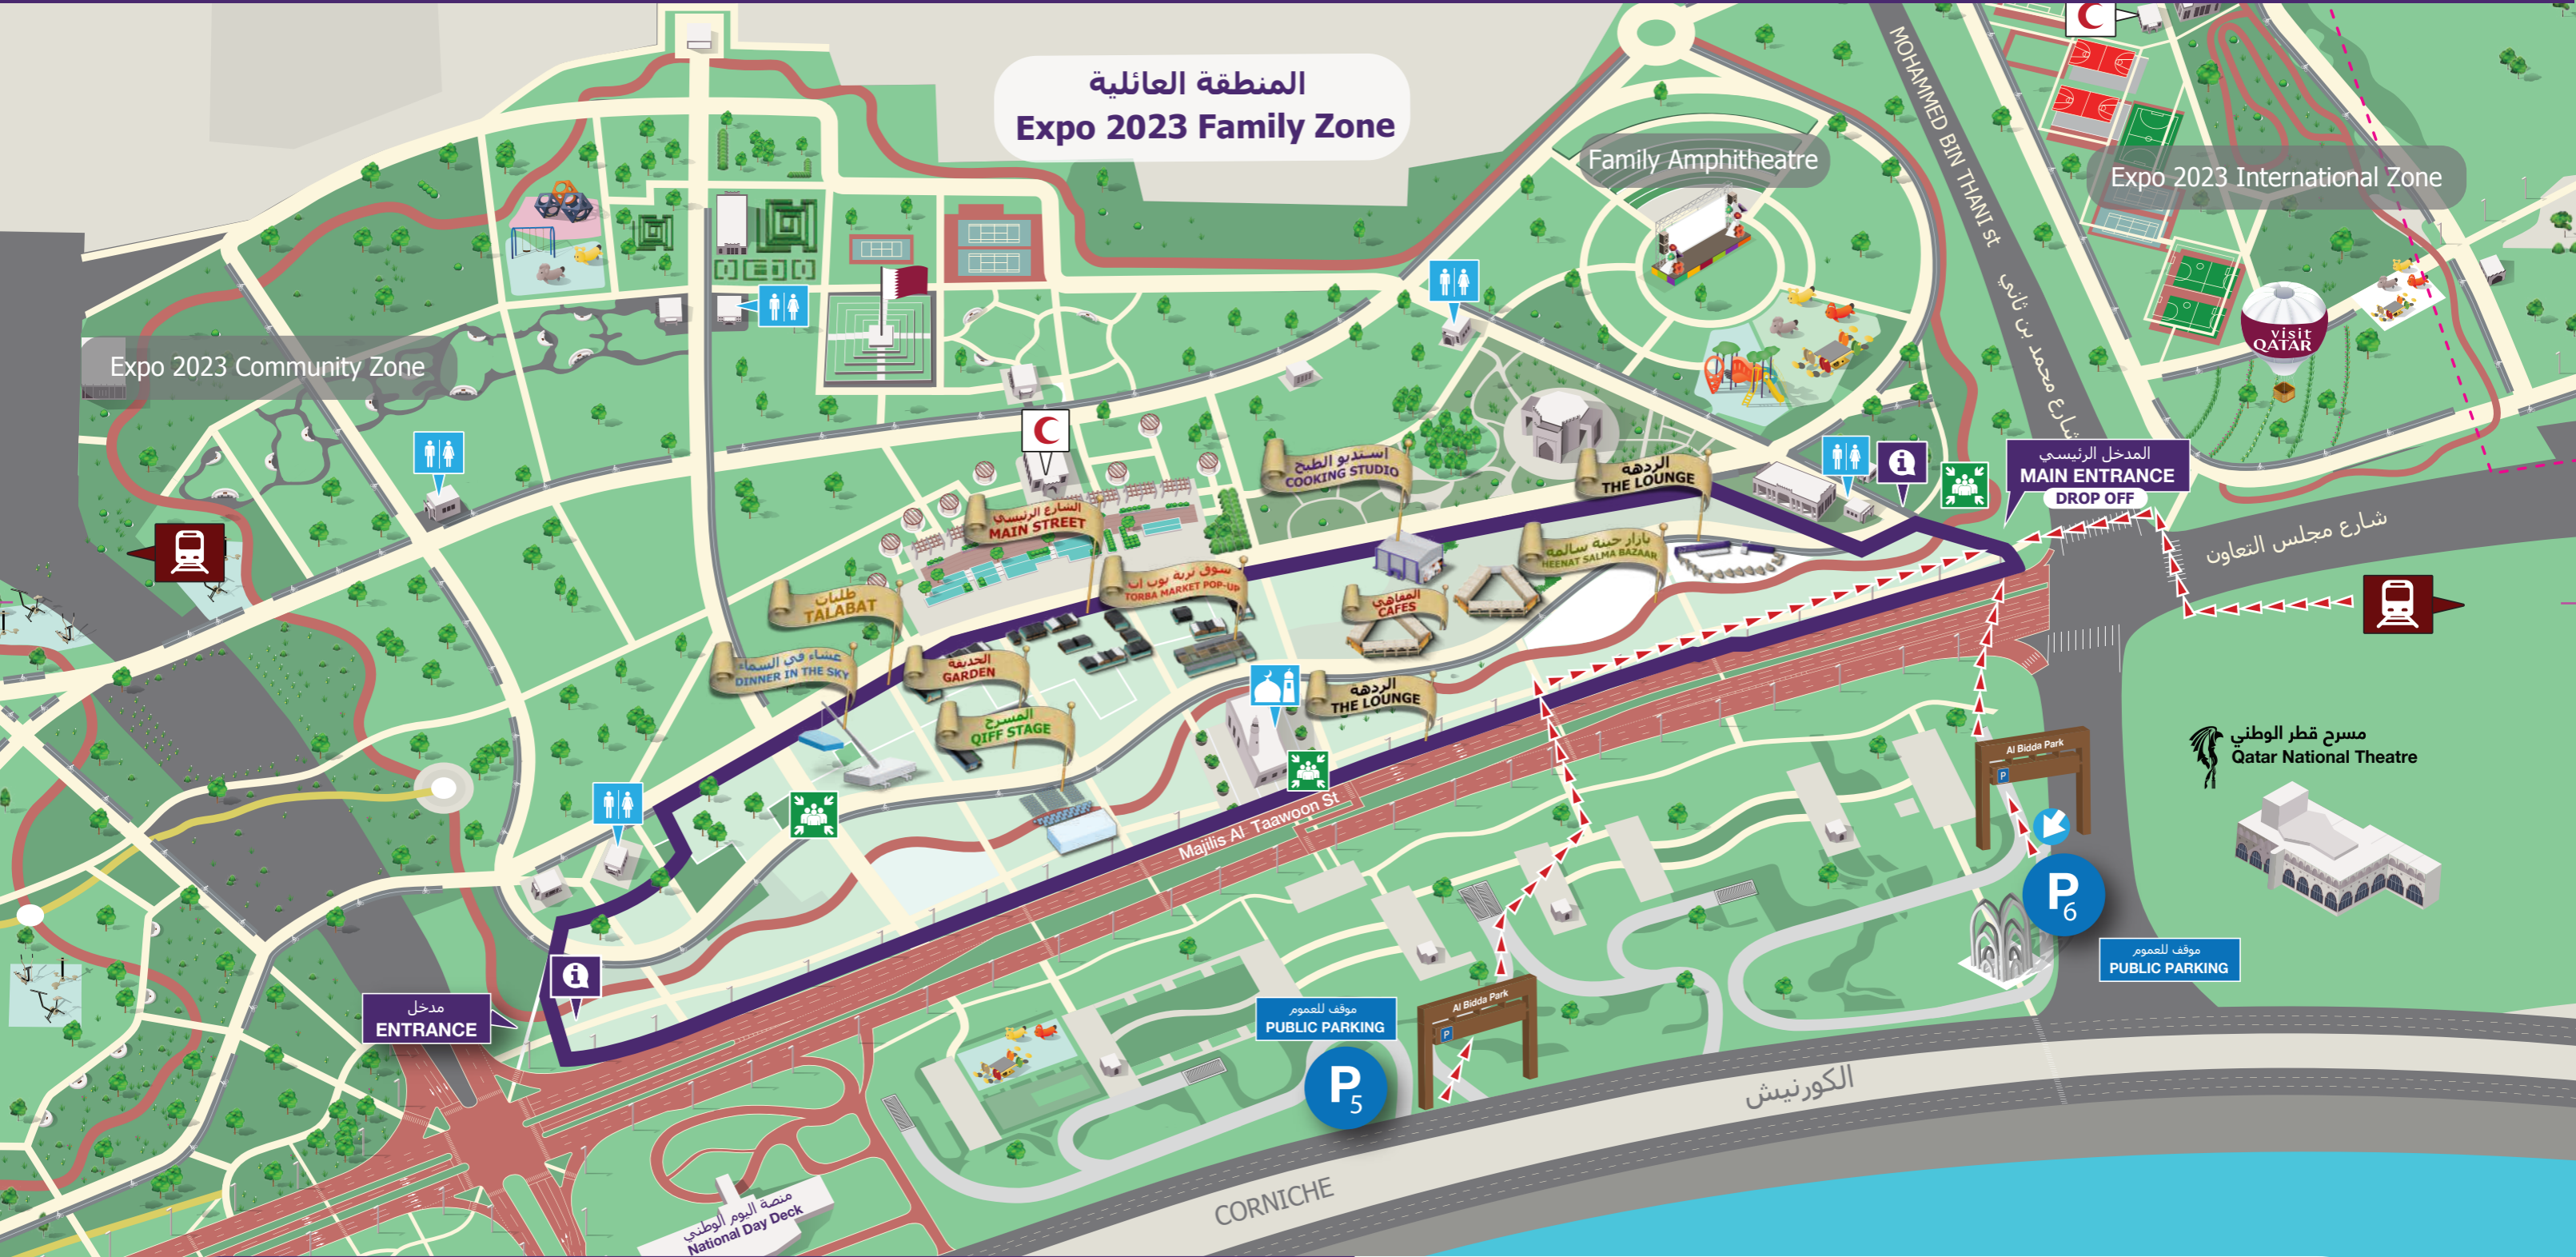 المنطقة العائلية
Expo 2023 Family Zone
Family Amphitheatre
MOHAMMED BIN THANI st
شارع محمد بن ثاني
Expo 2023 International Zone
visit
QATAR
Expo 2023 Community Zone
استديو الطبخ
COOKING STUDIO
الردهة
THE LOUNGE
المدخل الرئيسي
MAIN ENTRANCE
DROP OFF
شارع مجلس التعاون
الشارع الرئيسي
MAIN STREET
بازار حينة سالمة
HEENAT SALMA BAZAAR
سوق تربة بوب اب
TORBA MARKET POP-UP
طلبات
TALABAT
المقاهي
CAFES
عشاء في السماء
DINNER IN THE SKY
الحديقة
GARDEN
الردهة
THE LOUNGE
المسرح
QIFF STAGE
Majilis Al Taawoon St
Al Bidda Park
P
مسرح قطر الوطني
Qatar National Theatre
P
6
موقف للعموم
PUBLIC PARKING
مدخل
ENTRANCE
موقف للعموم
PUBLIC PARKING
Al Bidda Park
P
P
5
الكورنيش
CORNICHE
منصة اليوم الوطني
National Day Deck